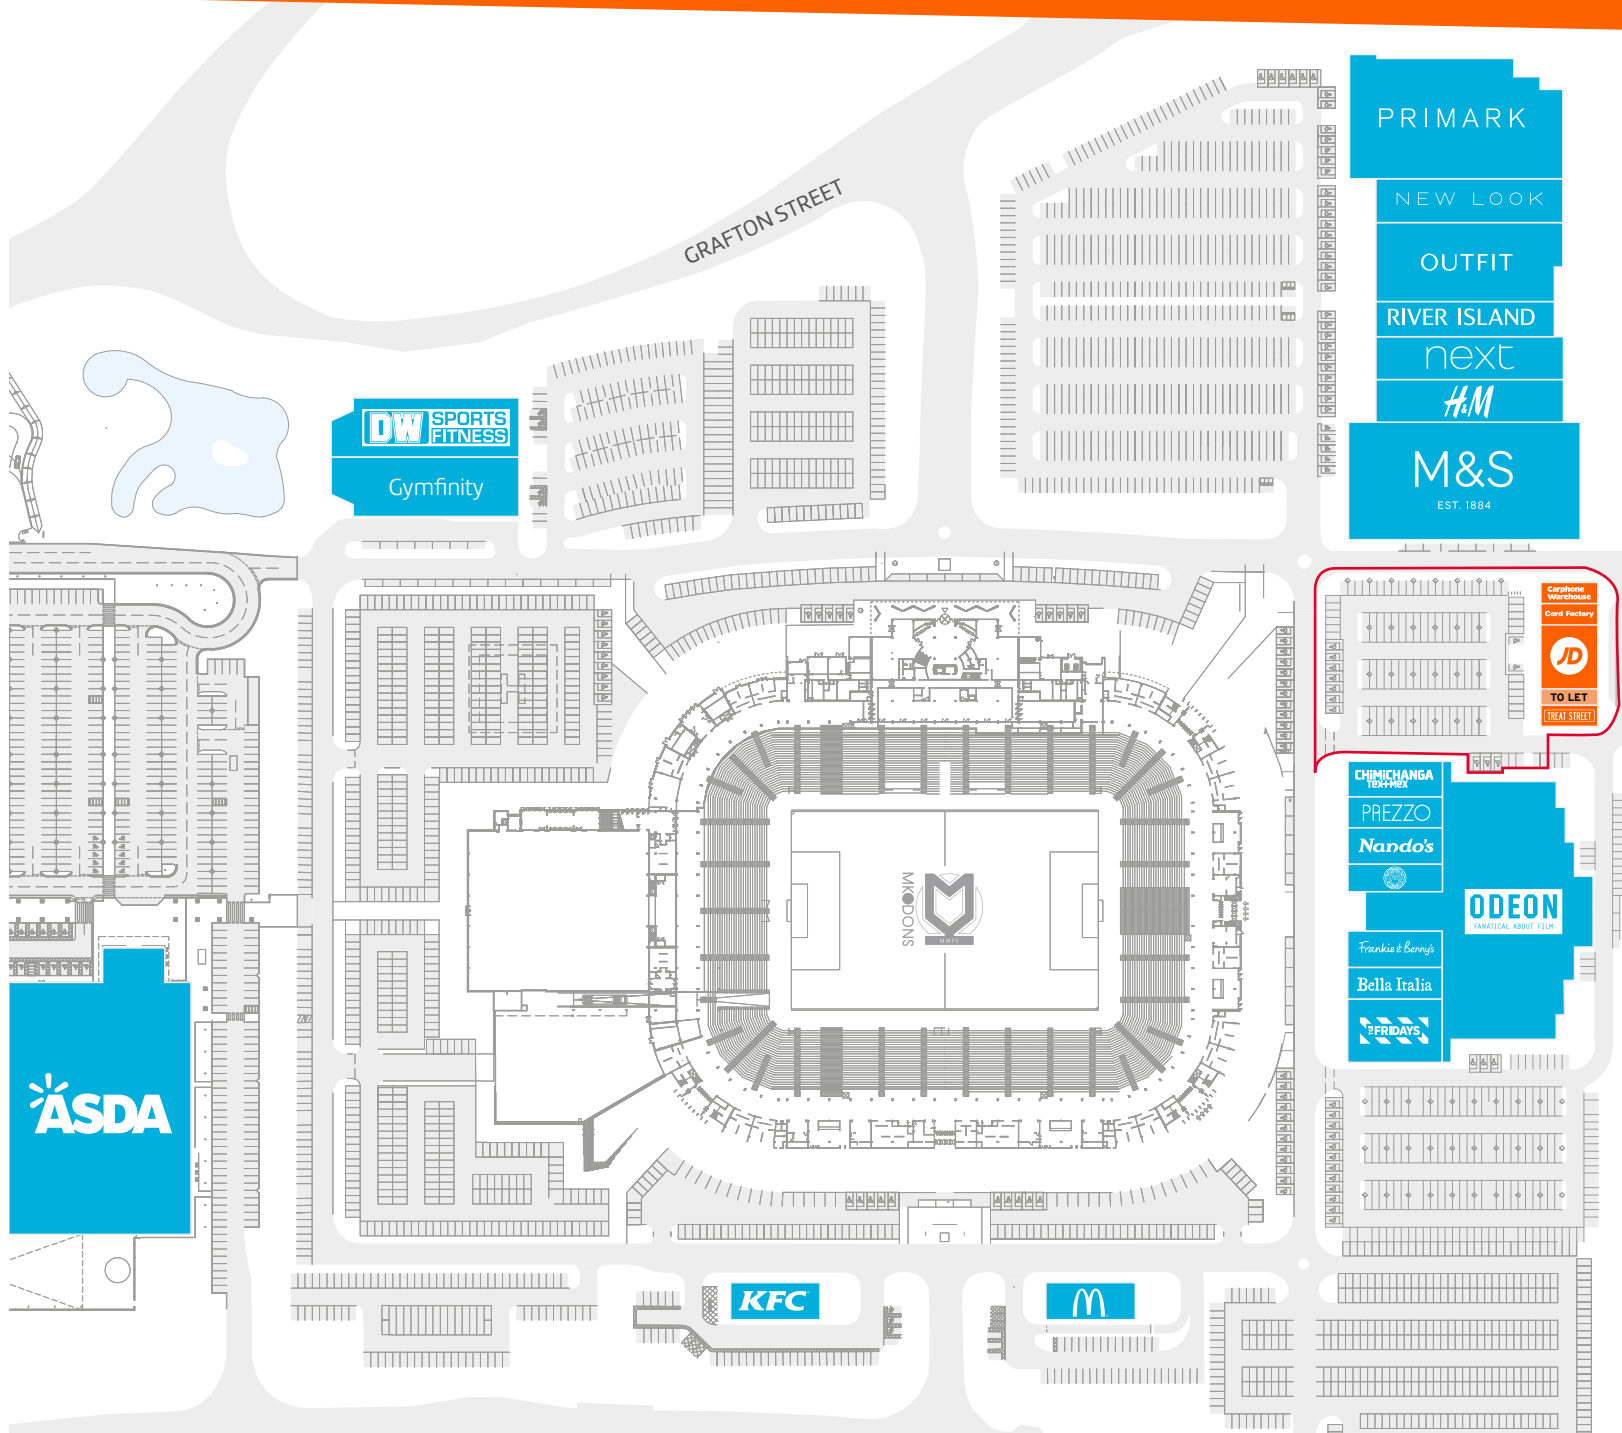 GRAFTON STREET
PRIMARK
NEW LOOK
OUTFIT
RIVER ISLAND
next
H&M
M&S
EST. 1884
DW SPORTS
FITNESS
Gymfinity
Carphone
Warehouse
Card Factory
JD
TO LET
TREAT STREET
CHiMiCHANGA
TEX+MEX
PREZZO
Nando's
ODEON
FANATICAL ABOUT FILM
Frankie & Benny's
Bella Italia
TGI FRIDAYS
MK DONS
MMIV
ASDA
KFC
M